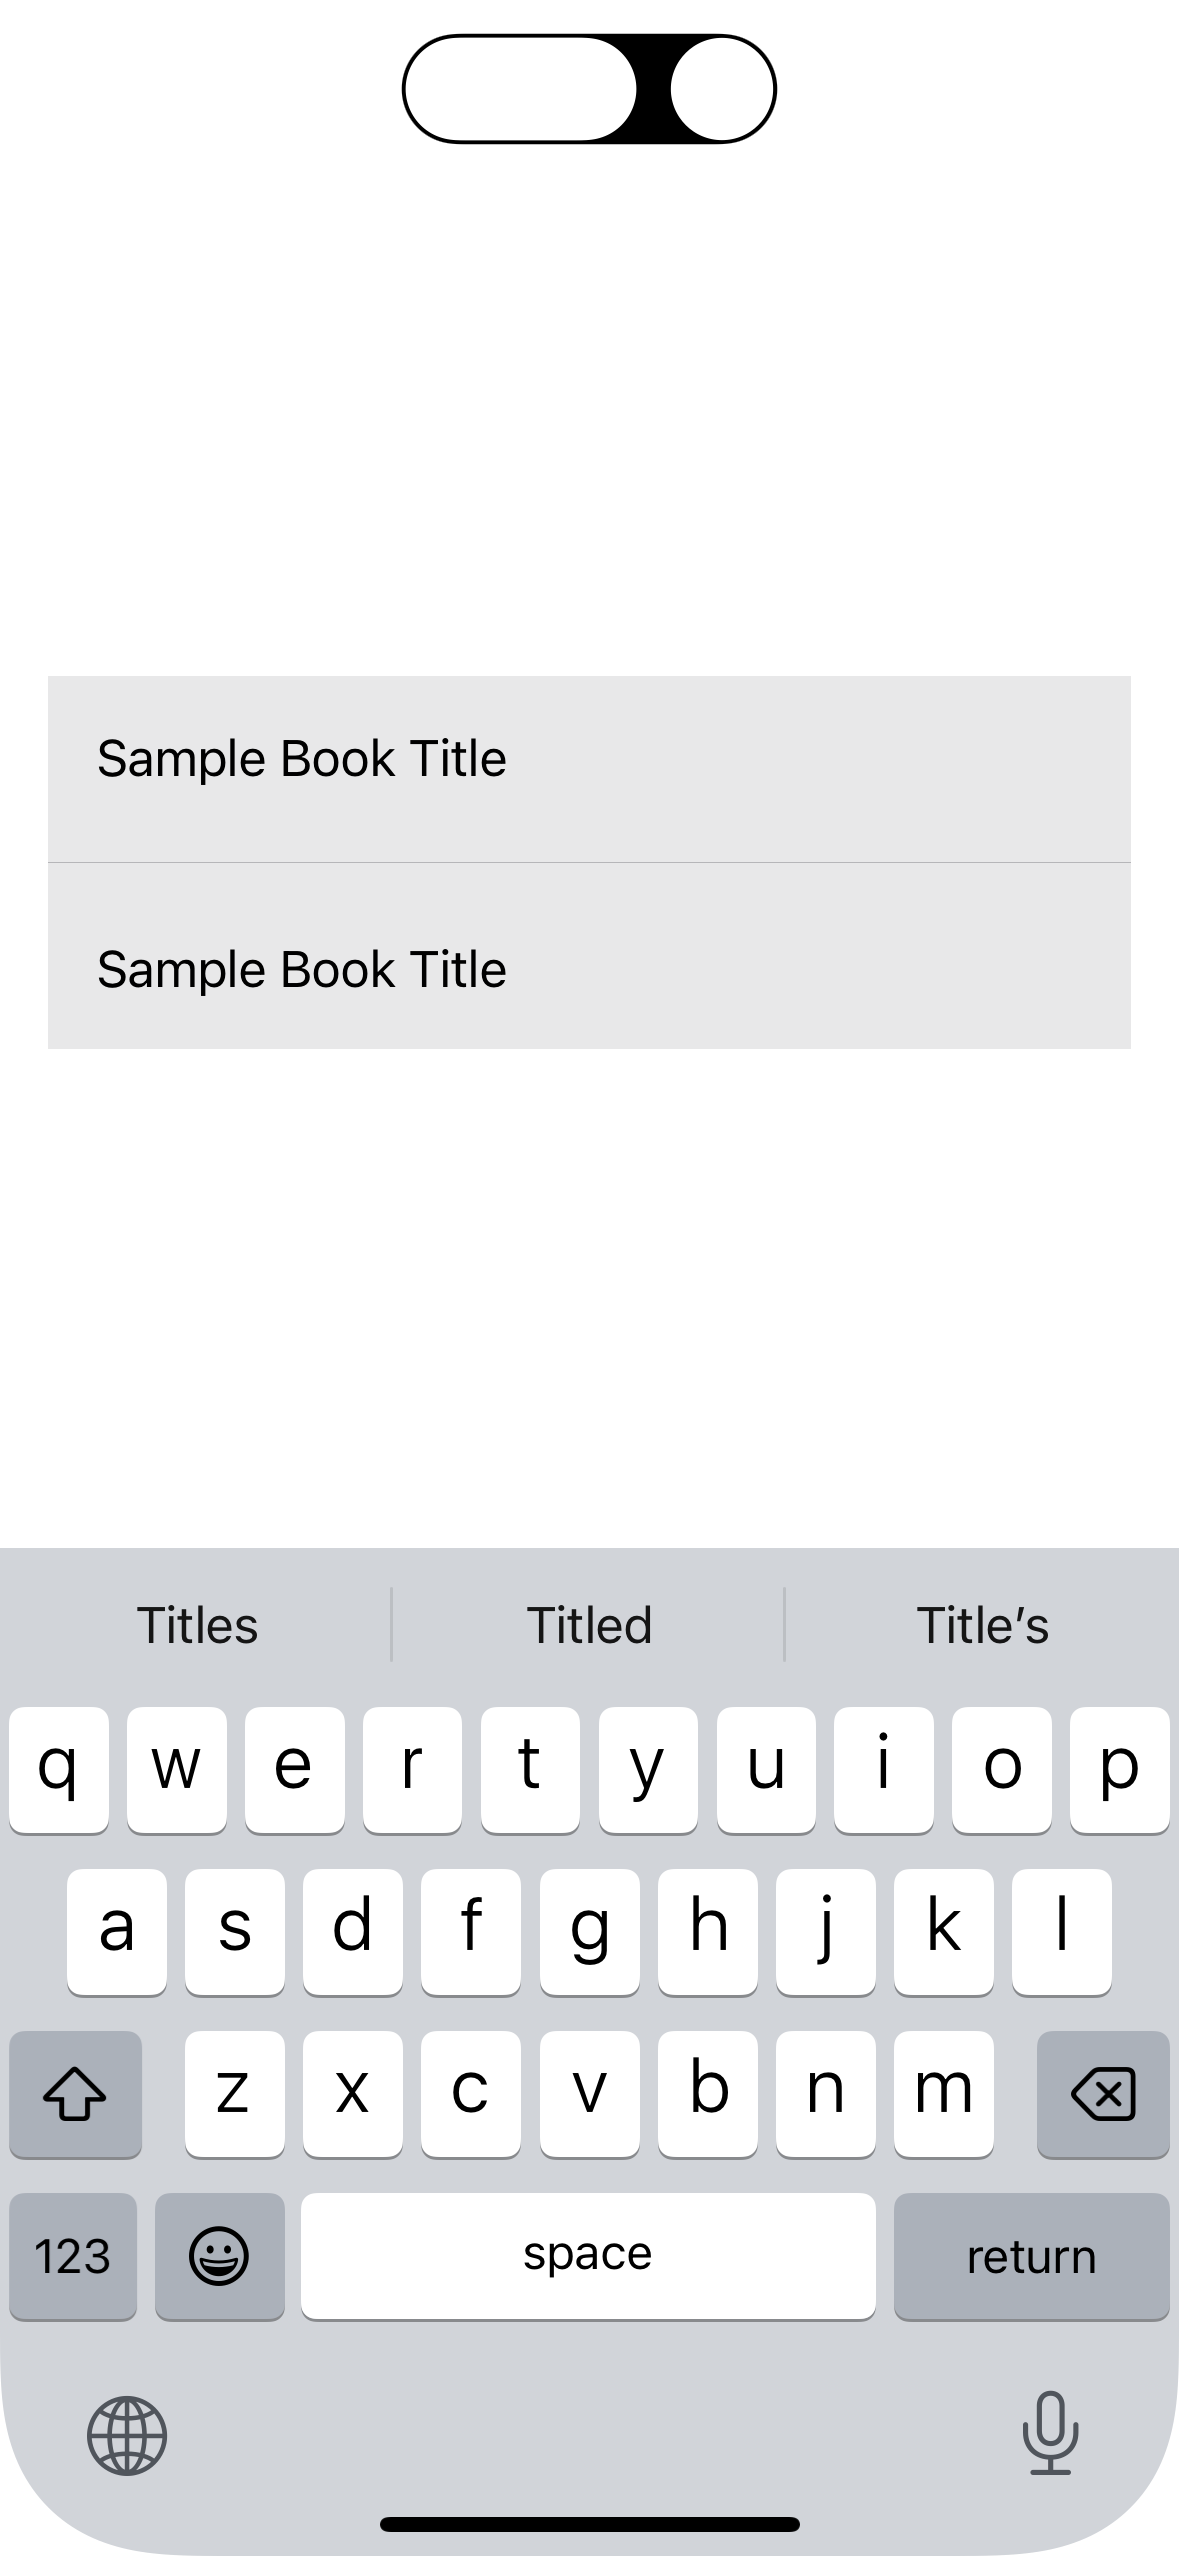 Sample Book Title
Sample Book Title
Titles Titled Title’s
q w e r t y u i o p
a s d f g h j k l
z x c v b n m
123 space return